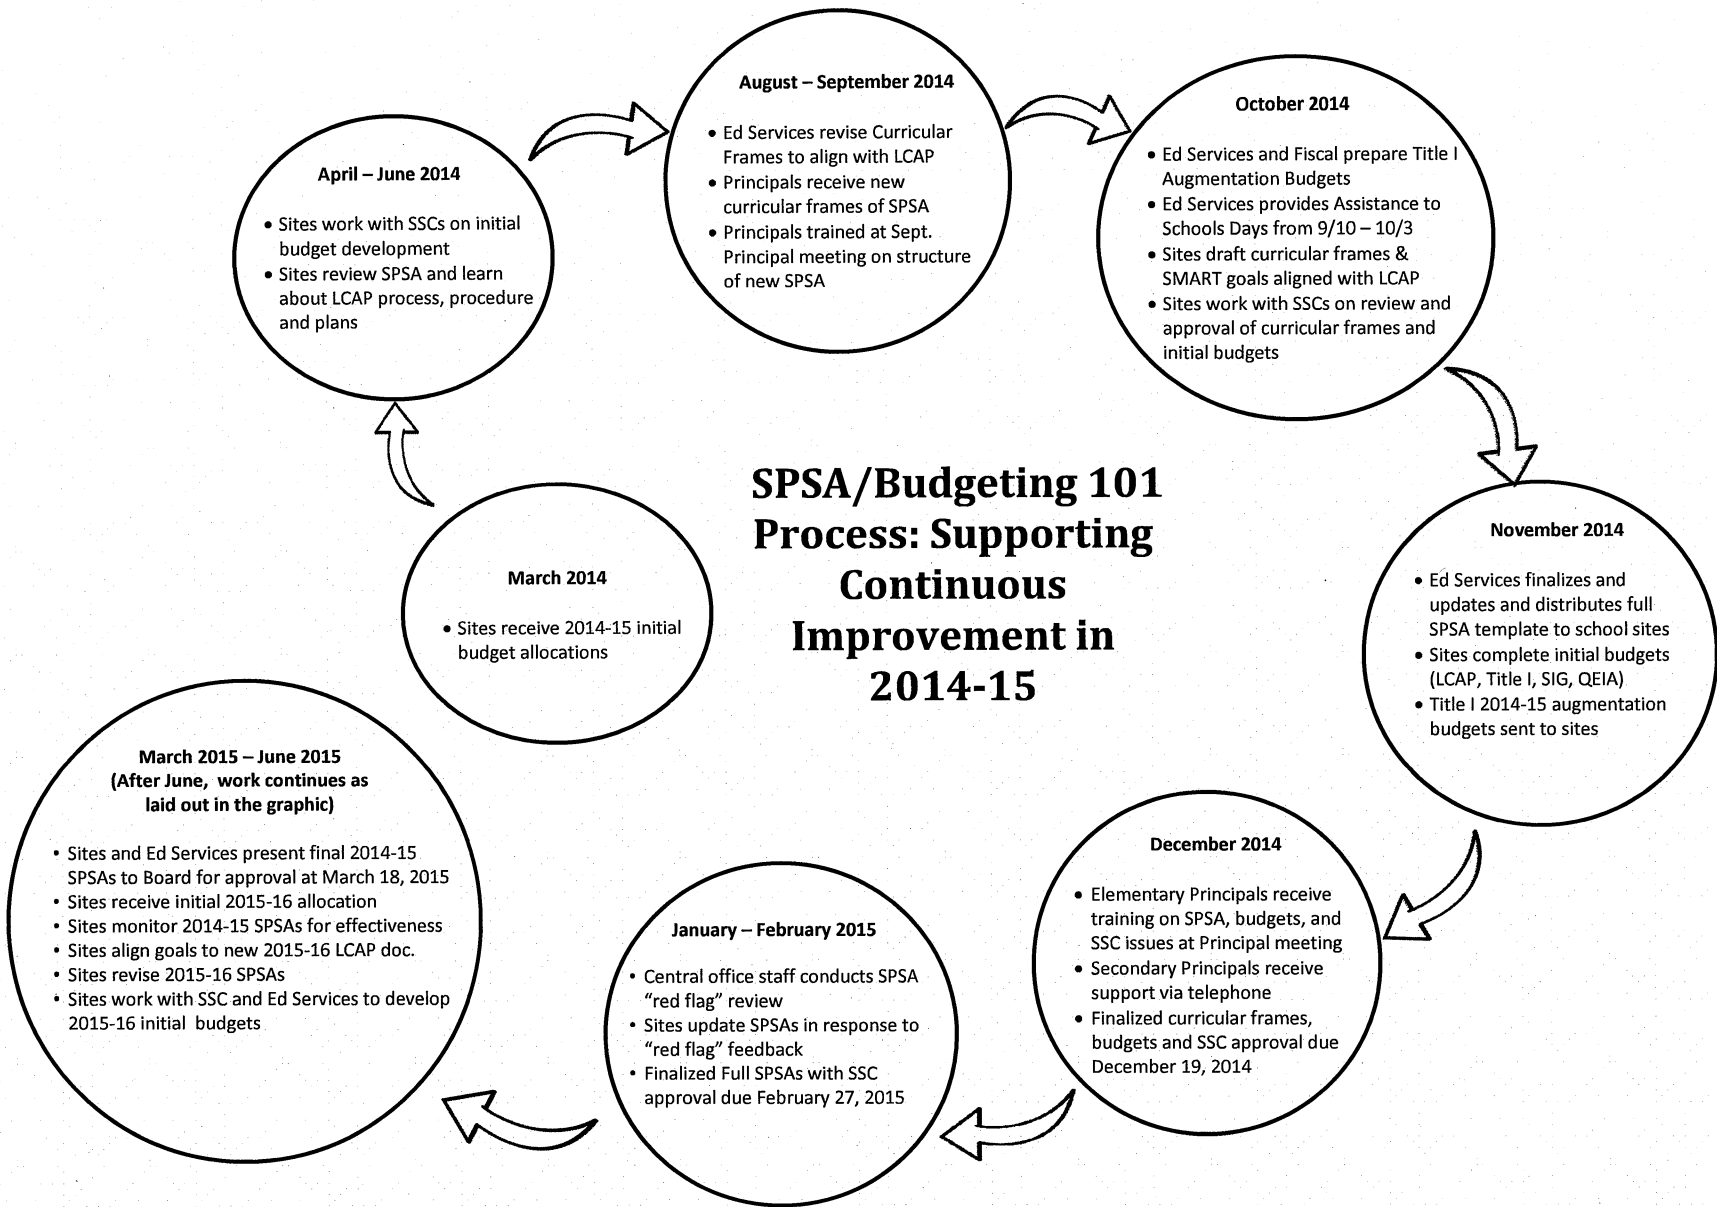 SPSA/Budgeting 101
Process: Supporting
Continuous
Improvement in
2014-15
March 2014
• Sites receive 2014-15 initial
budget allocations
April – June 2014
• Sites work with SSCs on initial
budget development
• Sites review SPSA and learn
about LCAP process, procedure
and plans
August – September 2014
• Ed Services revise Curricular
Frames to align with LCAP
• Principals receive new
curricular frames of SPSA
• Principals trained at Sept.
Principal meeting on structure
of new SPSA
October 2014
• Ed Services and Fiscal prepare Title I
Augmentation Budgets
• Ed Services provides Assistance to
Schools Days from 9/10 – 10/3
• Sites draft curricular frames &
SMART goals aligned with LCAP
• Sites work with SSCs on review and
approval of curricular frames and
initial budgets
November 2014
• Ed Services finalizes and
updates and distributes full
SPSA template to school sites
• Sites complete initial budgets
(LCAP, Title I, SIG, QEIA)
• Title I 2014-15 augmentation
budgets sent to sites
December 2014
• Elementary Principals receive
training on SPSA, budgets, and
SSC issues at Principal meeting
• Secondary Principals receive
support via telephone
• Finalized curricular frames,
budgets and SSC approval due
December 19, 2014
January – February 2015
• Central office staff conducts SPSA
“red flag” review
• Sites update SPSAs in response to
“red flag” feedback
• Finalized Full SPSAs with SSC
approval due February 27, 2015
March 2015 – June 2015
(After June, work continues as
laid out in the graphic)
• Sites and Ed Services present final 2014-15
SPSAs to Board for approval at March 18, 2015
• Sites receive initial 2015-16 allocation
• Sites monitor 2014-15 SPSAs for effectiveness
• Sites align goals to new 2015-16 LCAP doc.
• Sites revise 2015-16 SPSAs
• Sites work with SSC and Ed Services to develop
2015-16 initial budgets